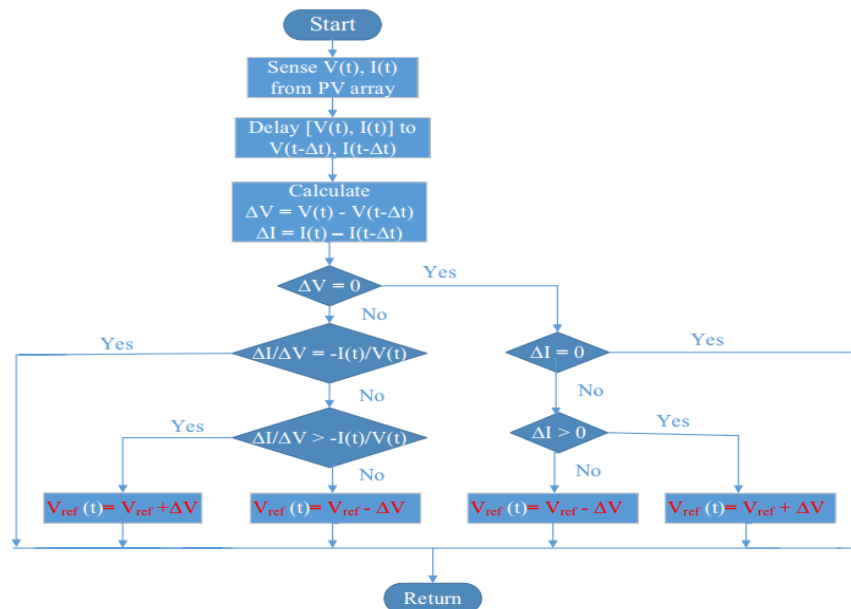 Start
Sense V(t), I(t)
from PV array
Delay [V(t), I(t)] to
V(t-Δt), I(t-Δt)
Calculate
ΔV = V(t) - V(t-Δt)
ΔI = I(t) – I(t-Δt)
ΔV = 0
Yes
No
Yes
ΔI/ΔV = -I(t)/V(t)
ΔI = 0
Yes
No
No
Yes
ΔI/ΔV > -I(t)/V(t)
ΔI > 0
Yes
No
No
Vref (t)= Vref +ΔV
Vref (t)= Vref - ΔV
Vref (t)= Vref - ΔV
Vref (t)= Vref + ΔV
Return